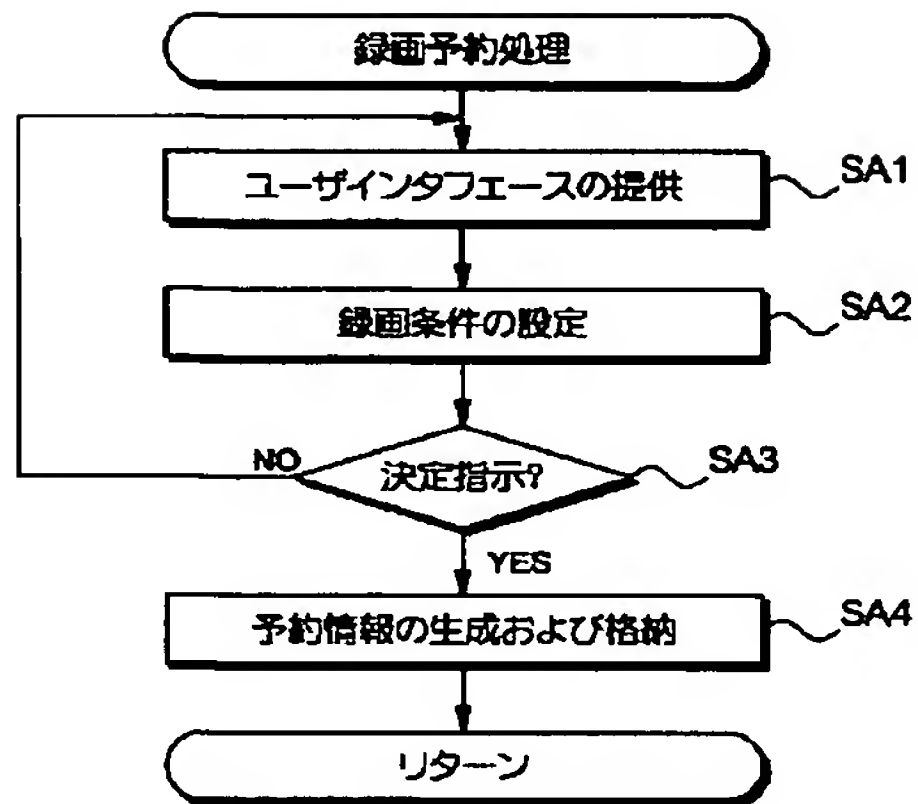 録画予約処理
ユーザインタフェースの提供
SA1
録画条件の設定
SA2
決定指示?
SA3
NO
YES
予約情報の生成および格納
SA4
リターン